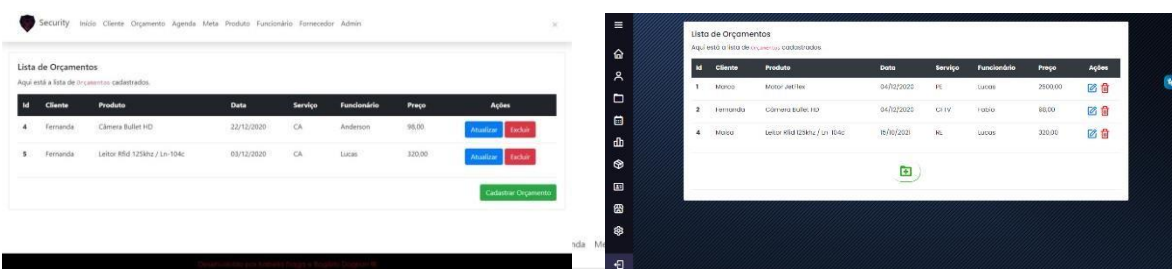 Security Início Cliente Orçamento Agenda Meta Produto Funcionário Fornecedor Admin
Lista de Orçamentos
Aqui está a lista de Orçamentos cadastrados.
Id Cliente Produto Data Serviço Funcionário Preço Ações
4 Fernanda Câmera Bullet HD 22/12/2020 CA Anderson 98,00 Atualizar Excluir
5 Fernanda Leitor Rfid 125khz / Ln-104c 03/12/2020 CA Lucas 320,00 Atualizar Excluir
Cadastrar Orçamento
nda Me
Lista de Orçamentos
Aqui está a lista de Orçamentos cadastrados
Id Cliente Produto Data Serviço Funcionário Preço Ações
1 Marco Motor Jetflex 04/12/2020 PE Lucas 2500,00
2 Fernanda Câmera Bullet HD 04/12/2020 CFTV Fabio 88,00
4 Leitor Rfid 125khz / Ln-104c 15/10/2021 Lucas 320,00